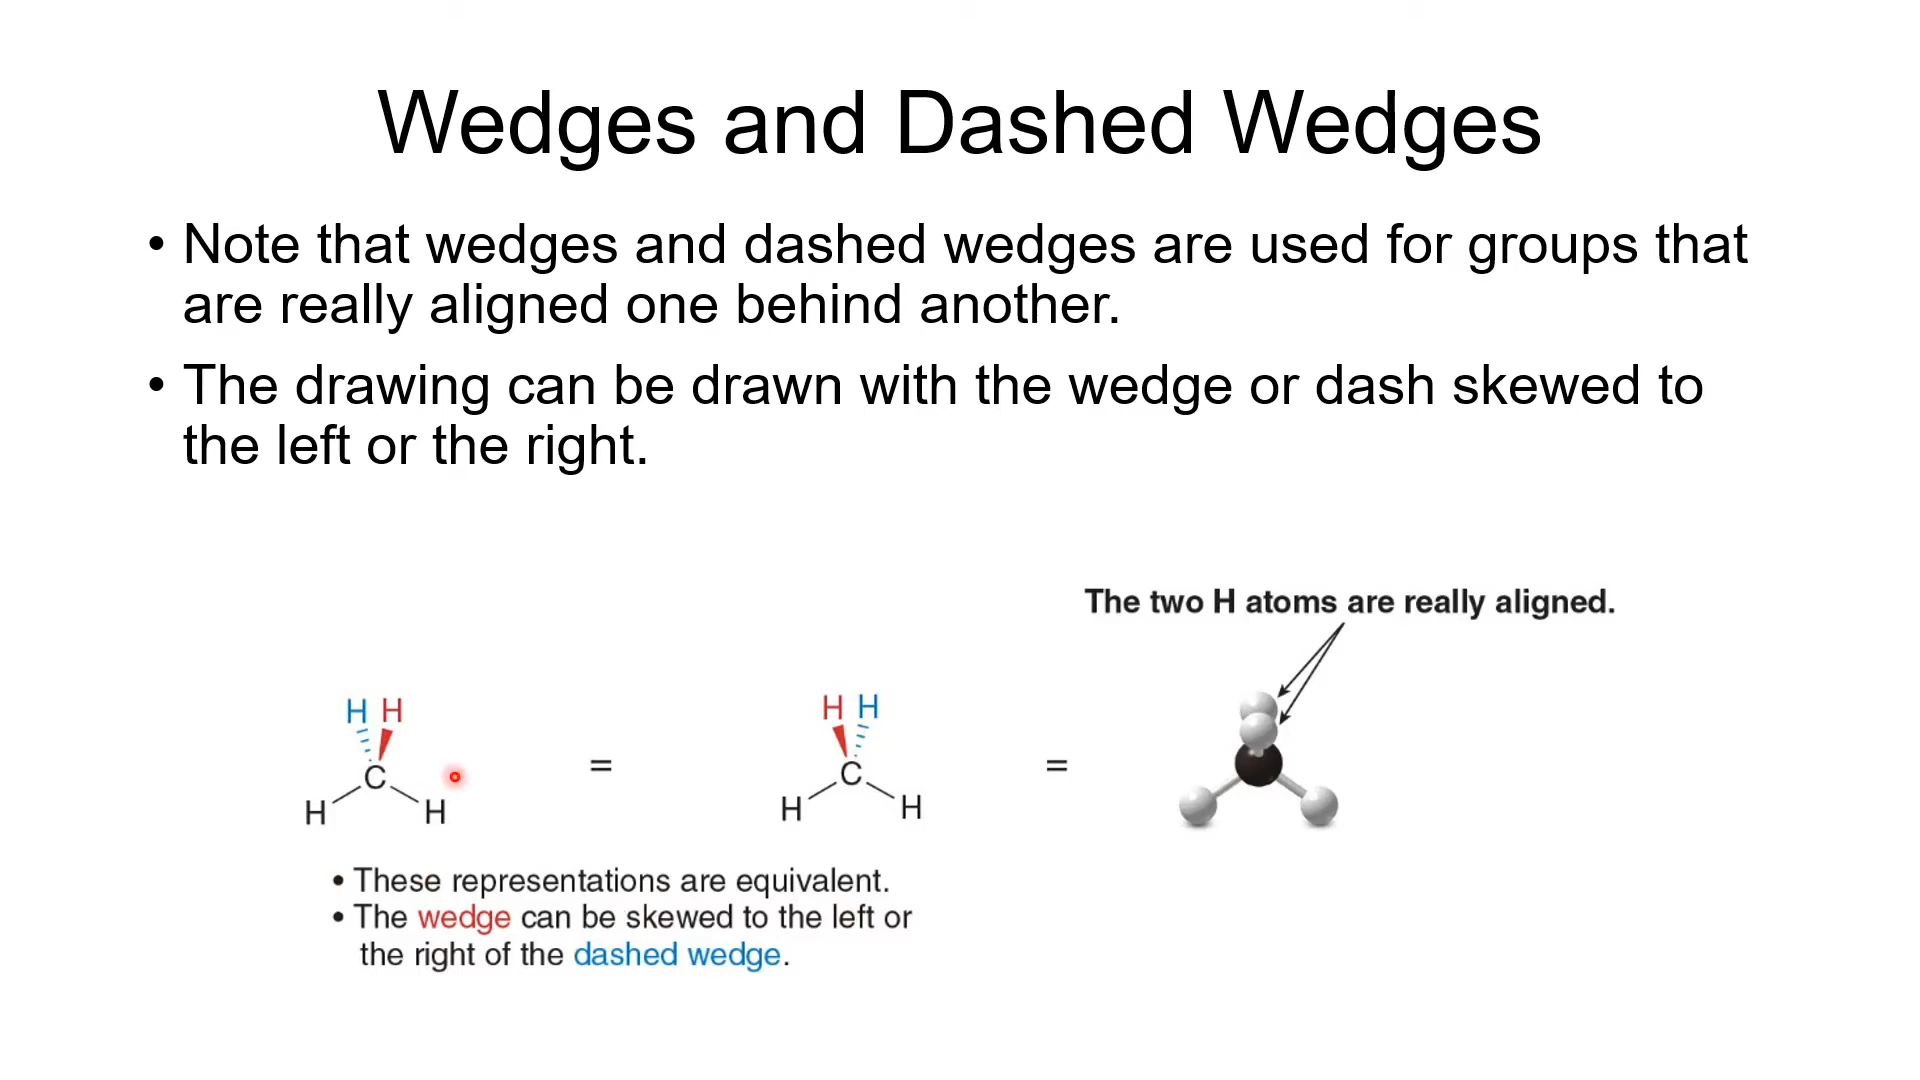 Wedges and Dashed Wedges
• Note that wedges and dashed wedges are used for groups that
are really aligned one behind another.
• The drawing can be drawn with the wedge or dash skewed to
the left or the right.
The two H atoms are really aligned.
H H
C
H H
=
H H
C
H H
=
• These representations are equivalent.
• The wedge can be skewed to the left or
the right of the dashed wedge.